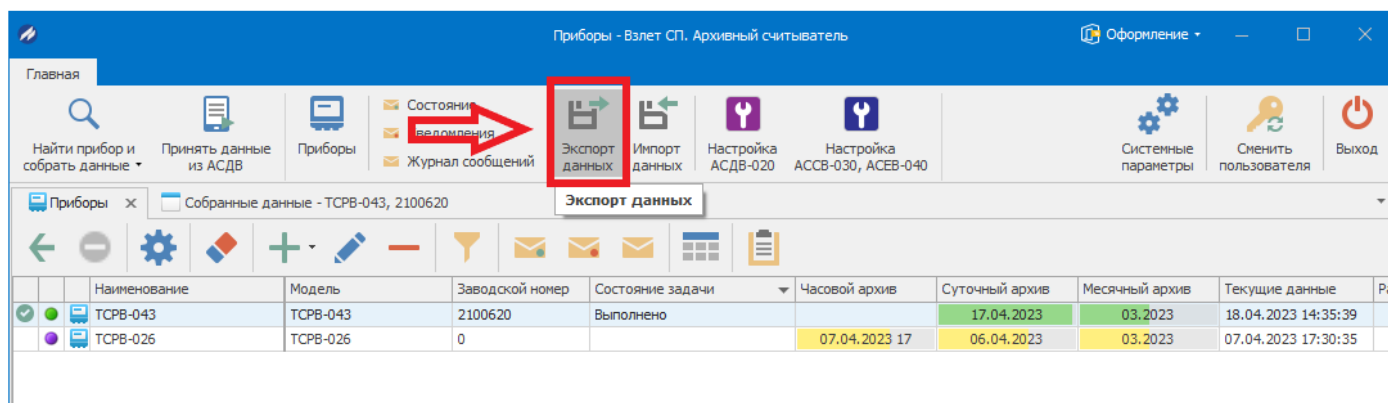 Приборы - Взлет СП. Архивный считыватель
Оформление
Главная
Найти прибор и
собрать данные
Принять данные
из АСДВ
Приборы
Состояние
Уведомления
Журнал сообщений
Экспорт
данных
Импорт
данных
Настройка
АСДВ-020
Настройка
АССВ-030, АСЕВ-040
Системные
параметры
Сменить
пользователя
Выход
Экспорт данных
Приборы
Собранные данные - ТСРВ-043, 2100620
Наименование Модель Заводской номер Состояние задачи Часовой архив Суточный архив Месячный архив Текущие данные Ра
ТСРВ-043 ТСРВ-043 2100620 Выполнено 17.04.2023 03.2023 18.04.2023 14:35:39
ТСРВ-026 ТСРВ-026 0 07.04.2023 17 06.04.2023 03.2023 07.04.2023 17:30:35